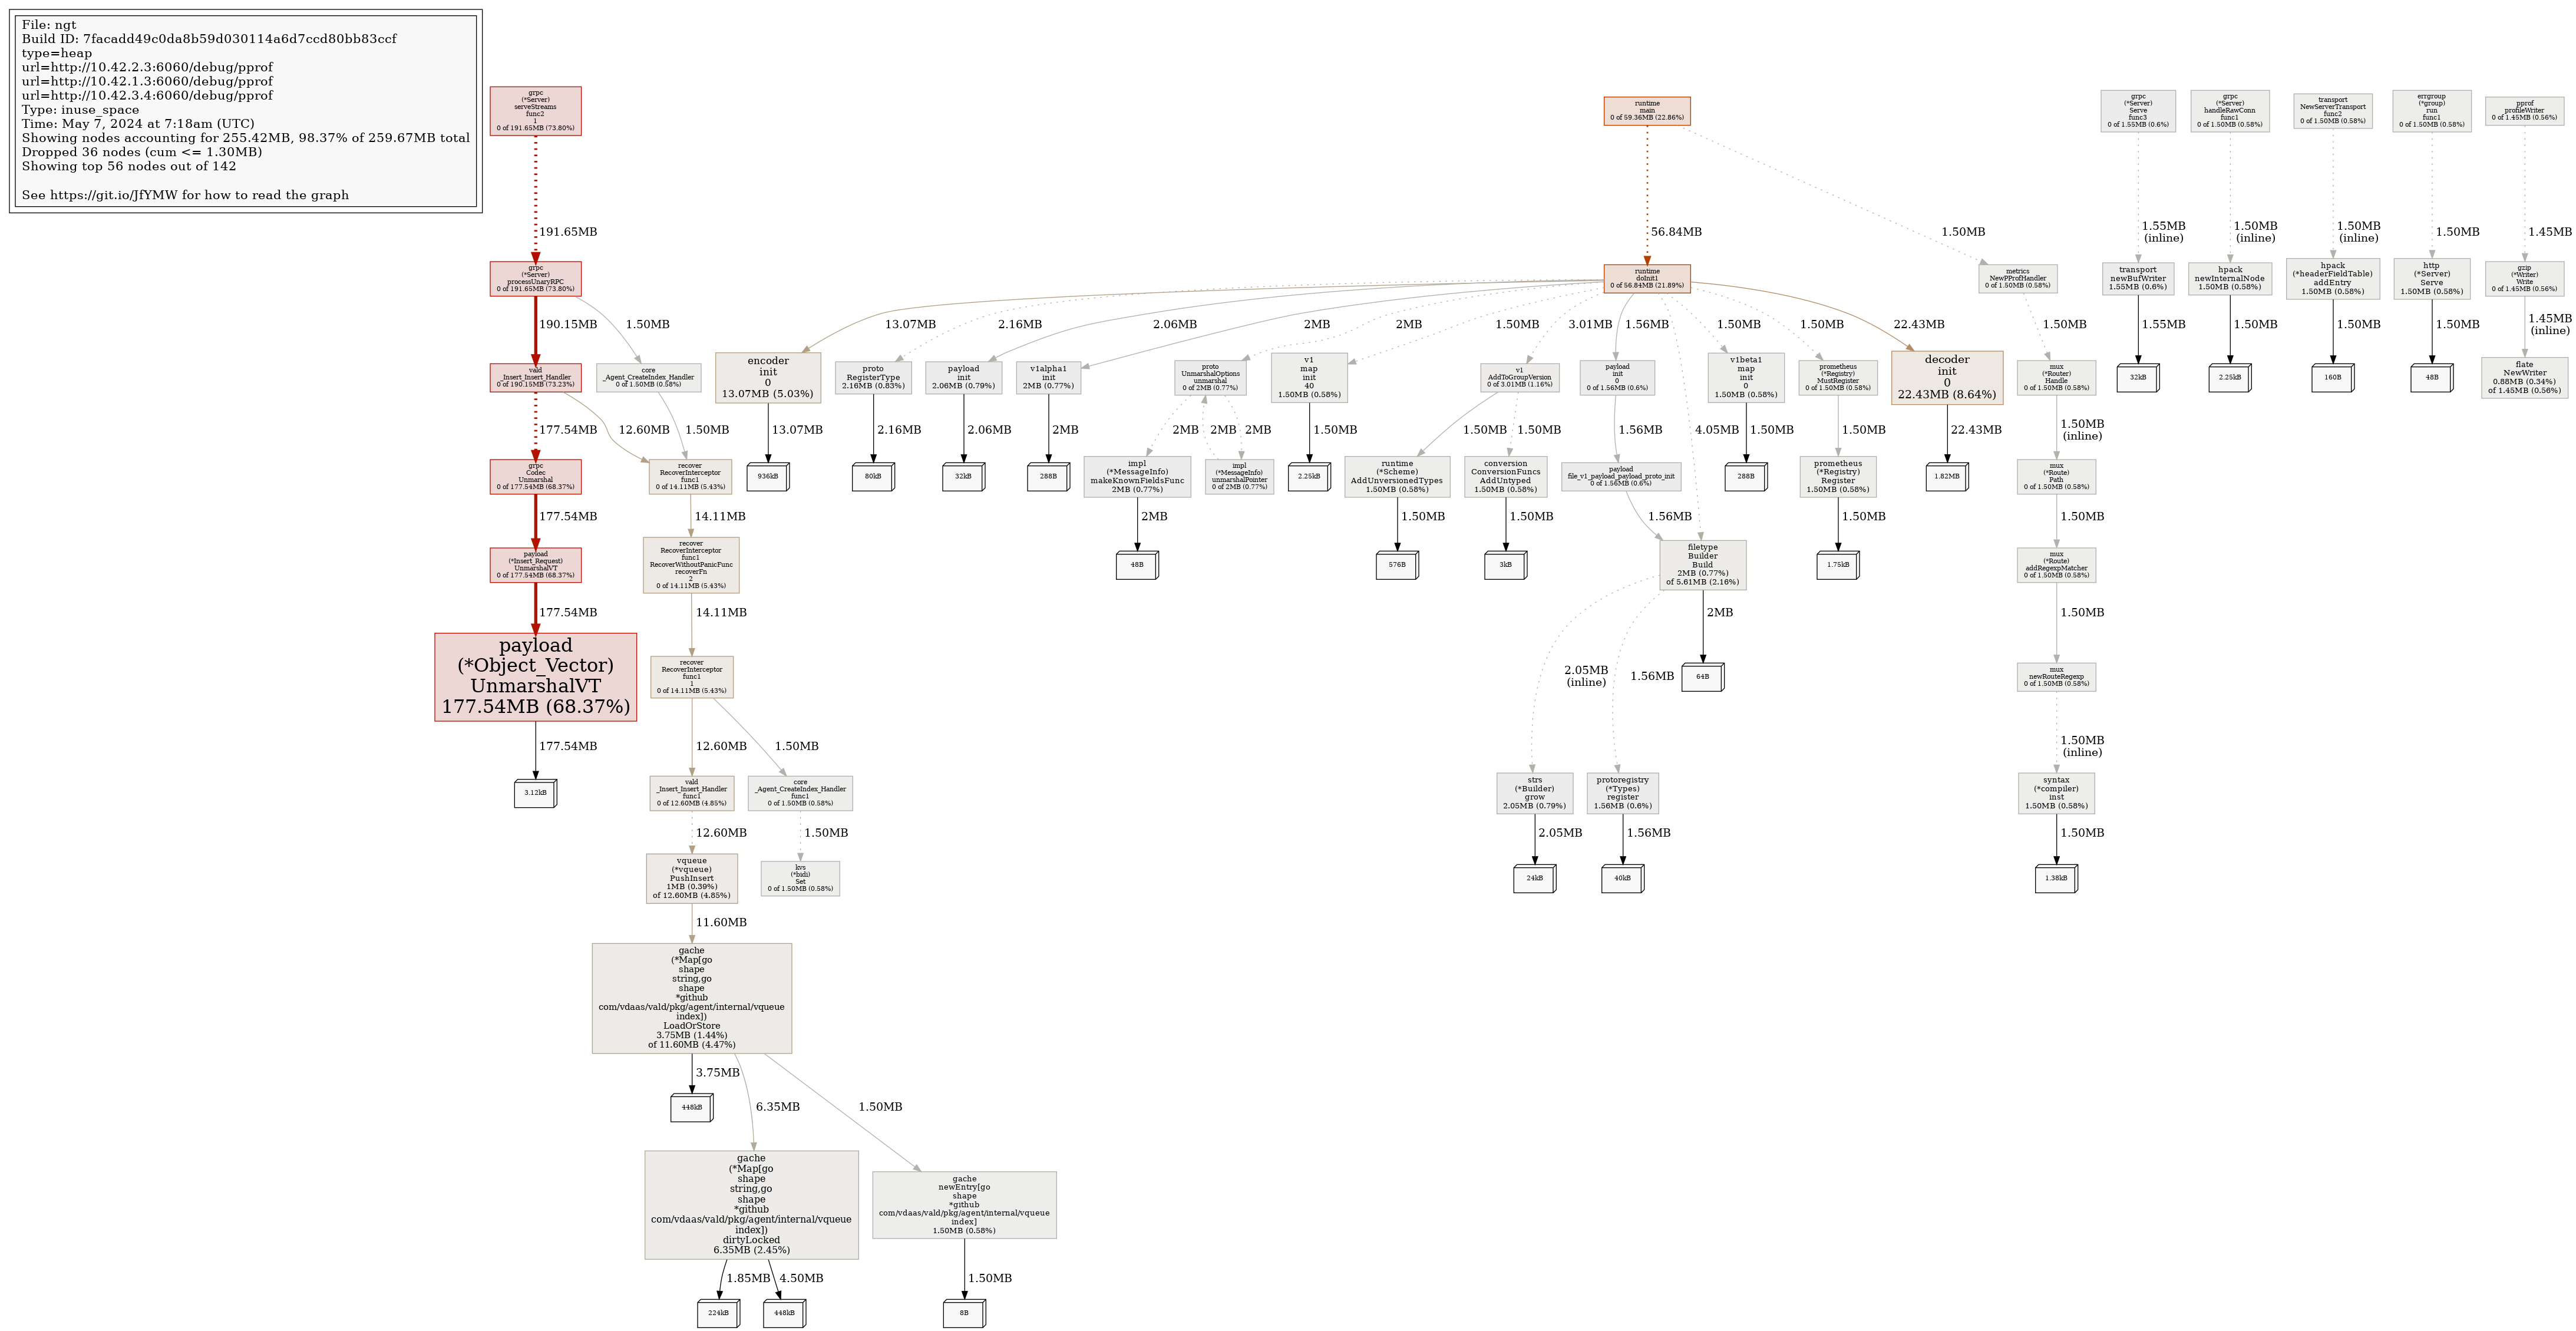 File: ngt
Build ID: 7facadd49c0da8b59d030114a6d7ccd80bb83ccf
type=heap
url=http://10.42.2.3:6060/debug/pprof
url=http://10.42.1.3:6060/debug/pprof
url=http://10.42.3.4:6060/debug/pprof
Type: inuse_space
Time: May 7, 2024 at 7:18am (UTC)
Showing nodes accounting for 255.42MB, 98.37% of 259.67MB total
Dropped 36 nodes (cum <= 1.30MB)
Showing top 56 nodes out of 142
See https://git.io/JfYMW for how to read the graph
grpc
(*Server)
serveStreams
func2
1
0 of 191.65MB (73.80%)
runtime
main
0 of 59.36MB (22.86%)
grpc
(*Server)
Serve
func3
0 of 1.55MB (0.6%)
grpc
(*Server)
handleRawConn
func1
0 of 1.50MB (0.58%)
transport
NewServerTransport
func2
0 of 1.50MB (0.58%)
errgroup
(*group)
run
func1
0 of 1.50MB (0.58%)
pprof
profileWriter
0 of 1.45MB (0.56%)
191.65MB
56.84MB
1.50MB
1.55MB
(inline)
1.50MB
(inline)
1.50MB
(inline)
1.50MB
1.45MB
grpc
(*Server)
processUnaryRPC
0 of 191.65MB (73.80%)
runtime
doInit1
0 of 56.84MB (21.89%)
metrics
NewPProfHandler
0 of 1.50MB (0.58%)
transport
newBufWriter
1.55MB (0.6%)
hpack
newInternalNode
1.50MB (0.58%)
hpack
(*headerFieldTable)
addEntry
1.50MB (0.58%)
http
(*Server)
Serve
1.50MB (0.58%)
gzip
(*Writer)
Write
0 of 1.45MB (0.56%)
190.15MB
1.50MB
13.07MB
2.16MB
2.06MB
2MB
2MB
1.50MB
3.01MB
1.56MB
1.50MB
1.50MB
22.43MB
1.50MB
1.55MB
1.50MB
1.50MB
1.50MB
1.45MB
(inline)
vald
_Insert_Insert_Handler
0 of 190.15MB (73.23%)
core
_Agent_CreateIndex_Handler
0 of 1.50MB (0.58%)
encoder
init
0
13.07MB (5.03%)
proto
RegisterType
2.16MB (0.83%)
payload
init
2.06MB (0.79%)
v1alpha1
init
2MB (0.77%)
proto
UnmarshalOptions
unmarshal
0 of 2MB (0.77%)
v1
map
init
40
1.50MB (0.58%)
v1
AddToGroupVersion
0 of 3.01MB (1.16%)
payload
init
0
0 of 1.56MB (0.6%)
v1beta1
map
init
0
1.50MB (0.58%)
prometheus
(*Registry)
MustRegister
0 of 1.50MB (0.58%)
decoder
init
0
22.43MB (8.64%)
mux
(*Router)
Handle
0 of 1.50MB (0.58%)
32kB
2.25kB
160B
48B
flate
NewWriter
0.88MB (0.34%)
of 1.45MB (0.56%)
177.54MB
12.60MB
1.50MB
13.07MB
2.16MB
2.06MB
2MB
2MB
2MB
2MB
1.50MB
1.50MB
1.50MB
1.56MB
4.05MB
1.50MB
1.50MB
22.43MB
1.50MB
(inline)
grpc
Codec
Unmarshal
0 of 177.54MB (68.37%)
recover
RecoverInterceptor
func1
0 of 14.11MB (5.43%)
936kB
80kB
32kB
288B
impl
(*MessageInfo)
makeKnownFieldsFunc
2MB (0.77%)
impl
(*MessageInfo)
unmarshalPointer
0 of 2MB (0.77%)
2.25kB
runtime
(*Scheme)
AddUnversionedTypes
1.50MB (0.58%)
conversion
ConversionFuncs
AddUntyped
1.50MB (0.58%)
payload
file_v1_payload_payload_proto_init
0 of 1.56MB (0.6%)
288B
prometheus
(*Registry)
Register
1.50MB (0.58%)
1.82MB
mux
(*Route)
Path
0 of 1.50MB (0.58%)
177.54MB
14.11MB
2MB
1.50MB
1.50MB
1.56MB
1.50MB
1.50MB
payload
(*Insert_Request)
UnmarshalVT
0 of 177.54MB (68.37%)
recover
RecoverInterceptor
func1
RecoverWithoutPanicFunc
recoverFn
2
0 of 14.11MB (5.43%)
48B
576B
3kB
filetype
Builder
Build
2MB (0.77%)
of 5.61MB (2.16%)
1.75kB
mux
(*Route)
addRegexpMatcher
0 of 1.50MB (0.58%)
177.54MB
14.11MB
2MB
1.50MB
payload
(*Object_Vector)
UnmarshalVT
177.54MB (68.37%)
recover
RecoverInterceptor
func1
1
0 of 14.11MB (5.43%)
2.05MB
(inline)
1.56MB
64B
mux
newRouteRegexp
0 of 1.50MB (0.58%)
177.54MB
12.60MB
1.50MB
1.50MB
(inline)
3.12kB
vald
_Insert_Insert_Handler
func1
0 of 12.60MB (4.85%)
core
_Agent_CreateIndex_Handler
func1
0 of 1.50MB (0.58%)
strs
(*Builder)
grow
2.05MB (0.79%)
protoregistry
(*Types)
register
1.56MB (0.6%)
syntax
(*compiler)
inst
1.50MB (0.58%)
12.60MB
1.50MB
2.05MB
1.56MB
1.50MB
vqueue
(*vqueue)
PushInsert
1MB (0.39%)
of 12.60MB (4.85%)
kvs
(*bidi)
Set
0 of 1.50MB (0.58%)
24kB
40kB
1.38kB
11.60MB
gache
(*Map[go
shape
string,go
shape
*github
com/vdaas/vald/pkg/agent/internal/vqueue
index])
LoadOrStore
3.75MB (1.44%)
of 11.60MB (4.47%)
3.75MB
6.35MB
1.50MB
448kB
gache
(*Map[go
shape
string,go
shape
*github
com/vdaas/vald/pkg/agent/internal/vqueue
index])
dirtyLocked
6.35MB (2.45%)
gache
newEntry[go
shape
*github
com/vdaas/vald/pkg/agent/internal/vqueue
index]
1.50MB (0.58%)
1.85MB
4.50MB
1.50MB
224kB
448kB
8B